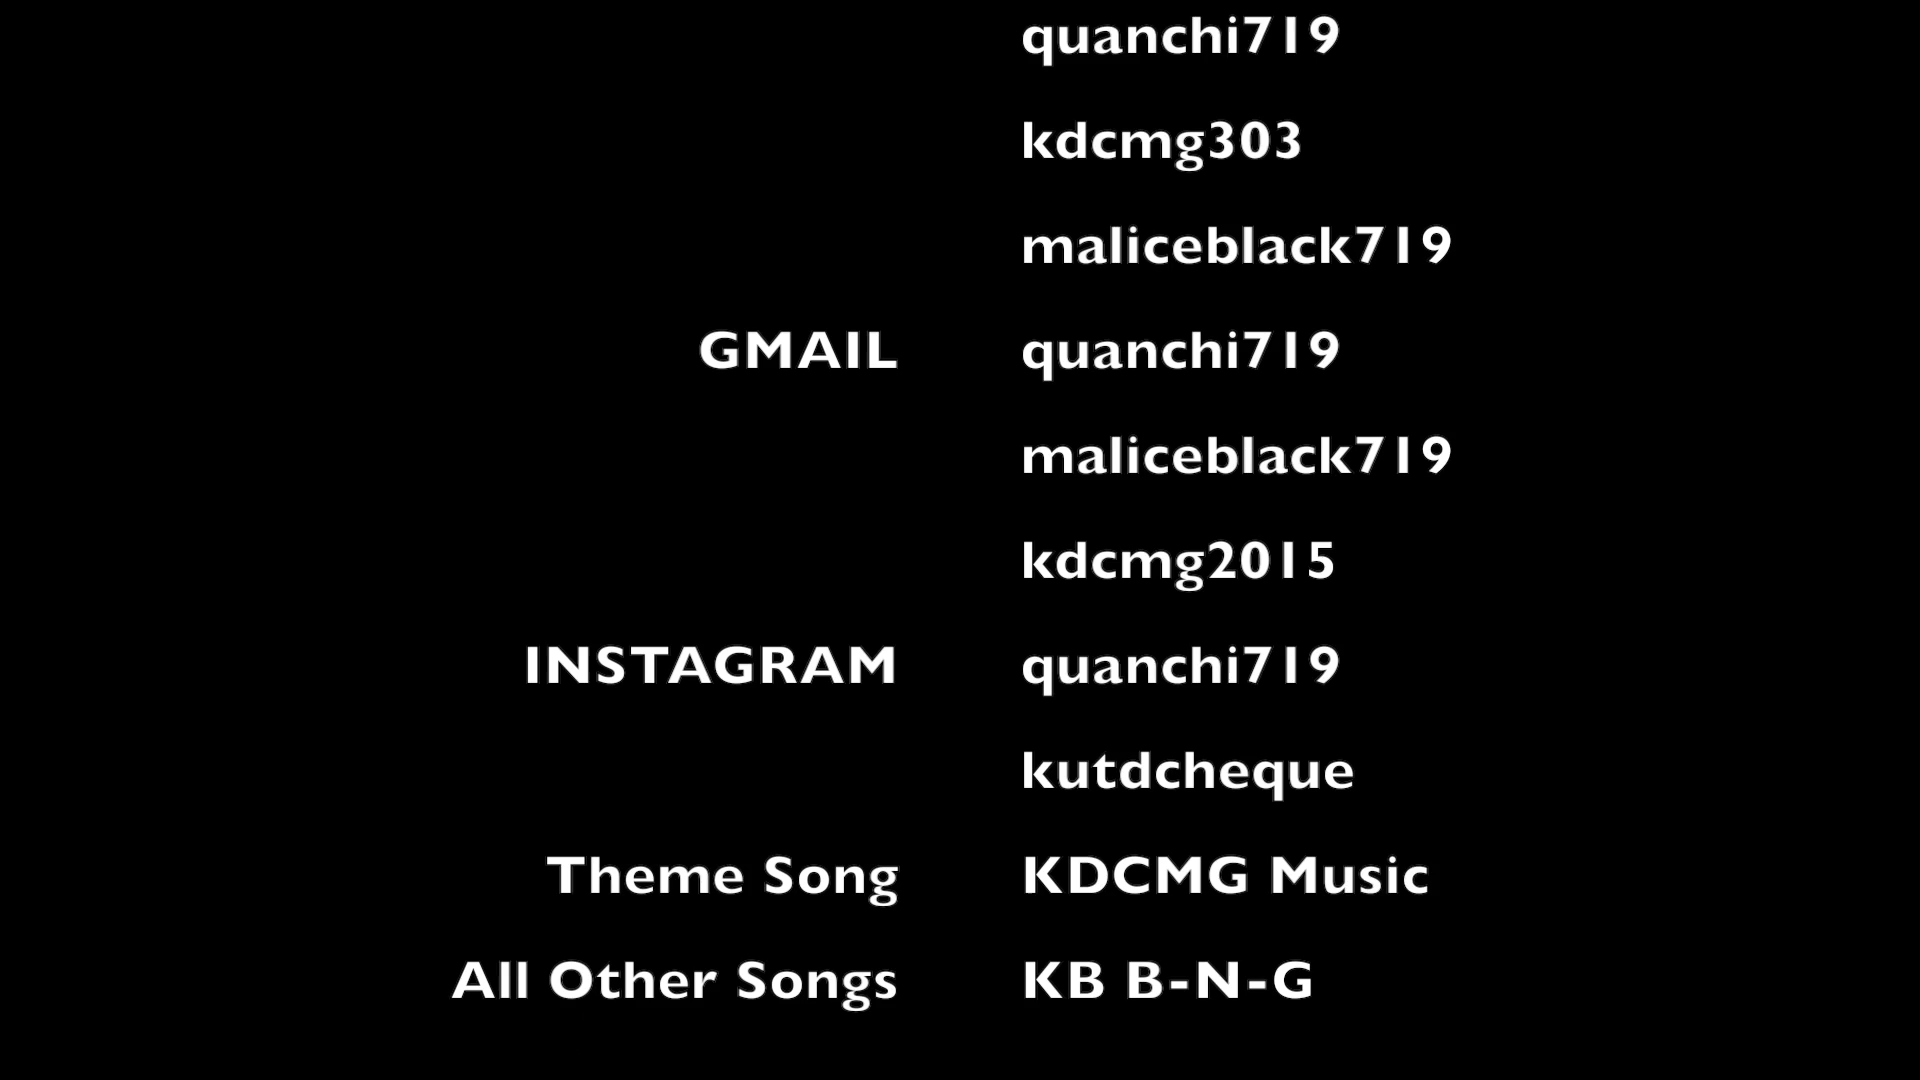 quanchi719
kdcmg303
maliceblack719
GMAIL quanchi719
maliceblack719
kdcmg2015
INSTAGRAM quanchi719
kutdcheque
Theme Song KDCMG Music
All Other Songs KB B-N-G